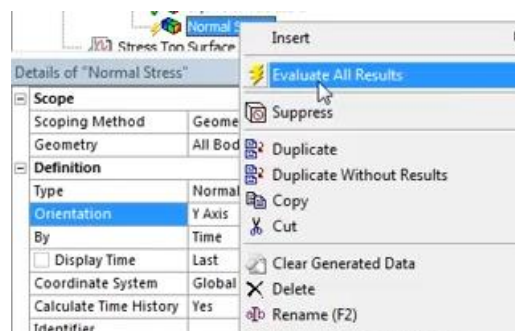 Normal S
Stress Top Surface
Details of "Normal Stress"
Scope
Scoping Method Geome
Geometry All Bod
Definition
Type Normal
Orientation Y Axis
By Time
Display Time Last
Coordinate System Global
Calculate Time History Yes
Identifier
Insert
Evaluate All Results
Suppress
Duplicate
Duplicate Without Results
Copy
Cut
Clear Generated Data
Delete
Rename (F2)